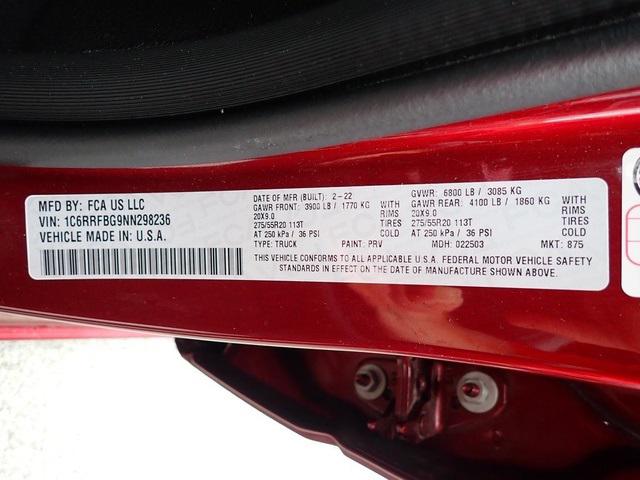 MFD BY: FCA US LLC
VIN: 1C6RRFBG9NN298236
VEHICLE MADE IN U.S.A.
DATE OF MFR (BUILT): 2-22 GVWR: 6800 LB / 3085 KG
GAWR FRONT: 3900 LB / 1770 KG WITH GAWR REAR: 4100 LB / 1860 KG WITH
20X9.0 TIRES 20X9.0 TIRES
275/55R20 113T RIMS 275/55R20 113T RIMS
AT 250 kPa / 36 PSI COLD AT 250 kPa / 36 PSI COLD
TYPE: TRUCK PAINT: PRV MDH: 022503 MKT: 875
THIS VEHICLE CONFORMS TO ALL APPLICABLE U.S.A. FEDERAL MOTOR VEHICLE SAFETY
STANDARDS IN EFFECT ON THE DATE OF MANUFACTURE SHOWN ABOVE.